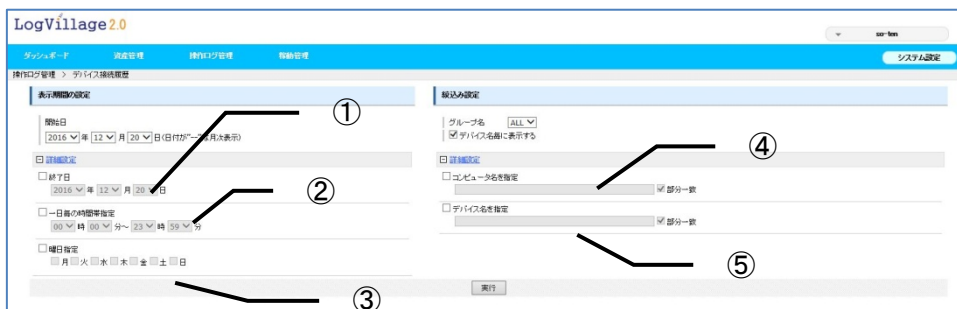 LogVillage 2.0
so-ten
ダッシュボード 資産管理 操作ログ管理 稼動管理 システム設定
操作ログ管理 > デバイス接続履歴
表示期間の設定
開始日
2016 年 12 月 20 日(日付が"--"は月次表示)
詳細設定
終了日
2016 年 12 月 20 日
一日毎の時間帯指定
00 時 00 分~ 23 時 59 分
曜日指定
月 火 水 木 金 土 日
①
②
③
絞込み設定
グループ名 ALL
デバイス名毎に表示する
詳細設定
コンピュータ名を指定
部分一致
デバイス名を指定
部分一致
④
⑤
実行